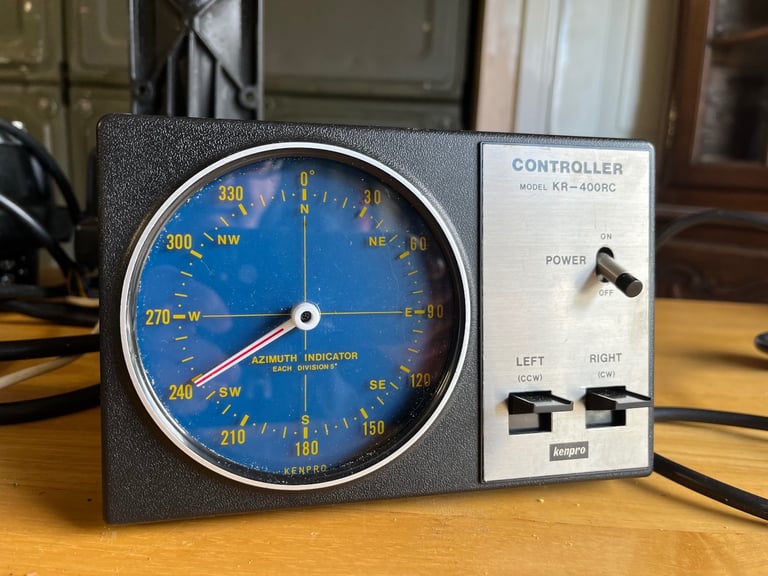 0°
330
30
N
300
NW
NE
60
270
W
E
90
AZIMUTH INDICATOR
EACH DIVISION 5°
240
SW
SE
120
210
S
150
180
KENPRO
CONTROLLER
MODEL KR-400RC
ON
POWER
OFF
LEFT
(CCW)
RIGHT
(CW)
kenpro